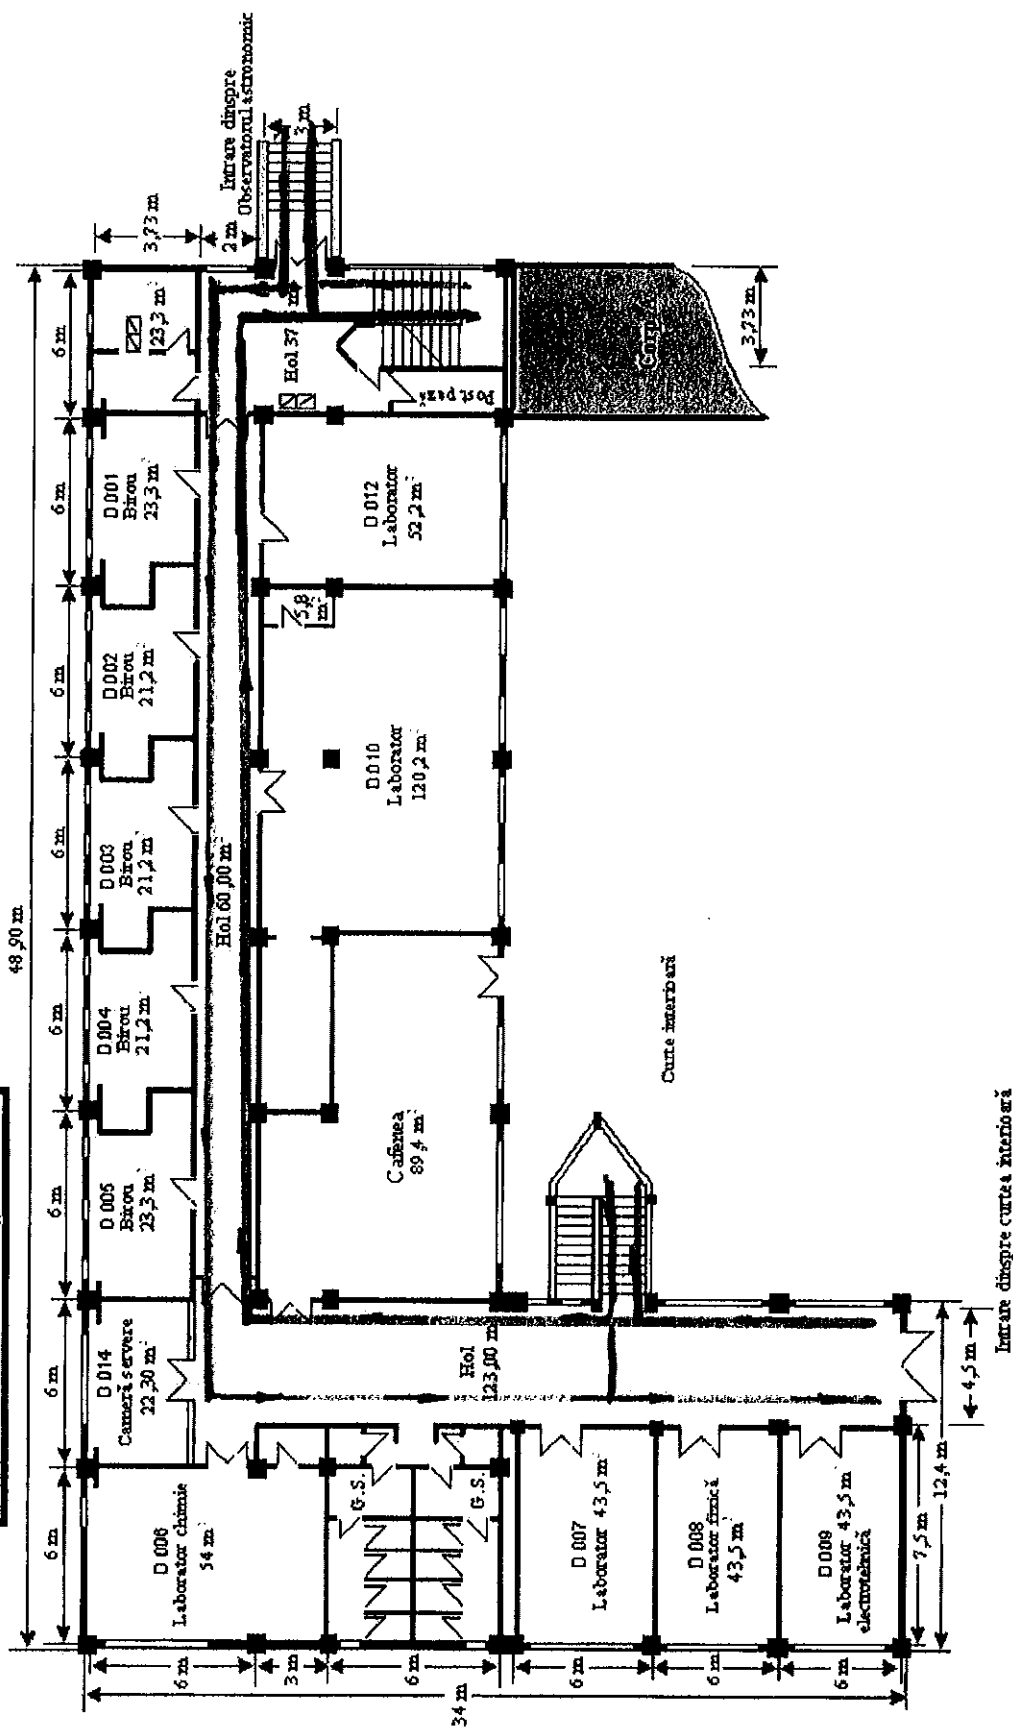 48,90 m
6 m
6 m
6 m
6 m
6 m
6 m
6 m
6 m
D 006
Laborator chimie
54 m²
D 014
Cameră servere
22,30 m²
D 005
Birou
23,3 m²
D 004
Birou
21,2 m²
D 003
Birou
21,2 m²
D 002
Birou
21,2 m²
D 001
Birou
23,3 m²
23,3 m²
3,73 m
2 m
Intrare dinspre
Observatorul astronomic
3 m
Hol 60,00 m²
Hol 37
m²
Post pază
D 012
Laborator
52,2 m²
5,8
m²
D 010
Laborator
120,2 m²
Cafenea
89,4 m²
Hol
123,00 m²
G.S.
G.S.
D 007
Laborator 43,5 m²
D 008
Laborator fizică
43,5 m²
D 009
Laborator 43,5 m²
electrotehnică
Curte interioară
3,73 m
6 m
3 m
6 m
6 m
6 m
6 m
34 m
7,5 m
12,4 m
4,5 m
Intrare dinspre curtea interioară